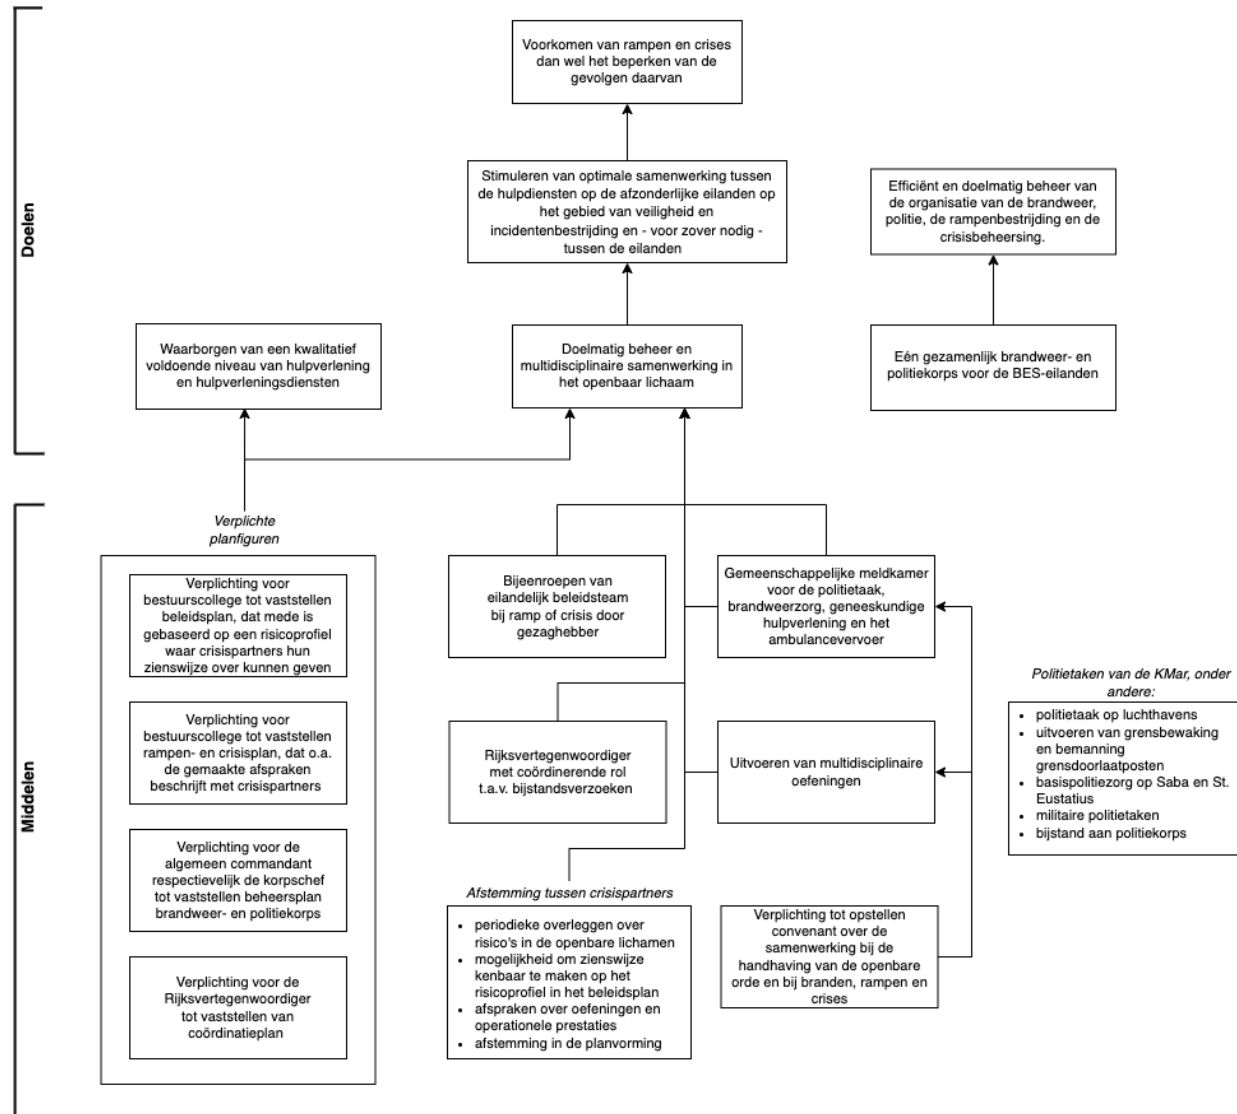 Doelen
Voorkomen van rampen en crises
dan wel het beperken van de
gevolgen daarvan
Stimuleren van optimale samenwerking tussen
de hulpdiensten op de afzonderlijke eilanden op
het gebied van veiligheid en
incidentenbestrijding en - voor zover nodig -
tussen de eilanden
Efficiënt en doelmatig beheer van
de organisatie van de brandweer,
politie, de rampenbestrijding en de
crisisbeheersing.
Waarborgen van een kwalitatief
voldoende niveau van hulpverlening
en hulpverleningsdiensten
Doelmatig beheer en
multidisciplinaire samenwerking in
het openbaar lichaam
Eén gezamenlijk brandweer- en
politiekorps voor de BES-eilanden
Middelen
Verplichte
planfiguren
Verplichting voor
bestuurscollege tot vaststellen
beleidsplan, dat mede is
gebaseerd op een risicoprofiel
waar crisispartners hun
zienswijze over kunnen geven
Verplichting voor
bestuurscollege tot vaststellen
rampen- en crisisplan, dat o.a.
de gemaakte afspraken
beschrijft met crisispartners
Verplichting voor de
algemeen commandant
respectievelijk de korpschef
tot vaststellen beheersplan
brandweer- en politiekorps
Verplichting voor de
Rijksvertegenwoordiger
tot vaststellen van
coördinatieplan
Bijeenroepen van
eilandelijk beleidsteam
bij ramp of crisis door
gezaghebber
Gemeenschappelijke meldkamer
voor de politietaak,
brandweerzorg, geneeskundige
hulpverlening en het
ambulancevervoer
Rijksvertegenwoordiger
met coördinerende rol
t.a.v. bijstandsverzoeken
Uitvoeren van multidisciplinaire
oefeningen
Afstemming tussen crisispartners
• periodieke overleggen over
risico's in de openbare lichamen
• mogelijkheid om zienswijze
kenbaar te maken op het
risicoprofiel in het beleidsplan
• afspraken over oefeningen en
operationele prestaties
• afstemming in de planvorming
Verplichting tot opstellen
convenant over de
samenwerking bij de
handhaving van de openbare
orde en bij branden, rampen en
crises
Politietaken van de KMar, onder
andere:
• politietaak op luchthavens
• uitvoeren van grensbewaking
en bemanning
grensdoorlaatposten
• basispolitiezorg op Saba en St.
Eustatius
• militaire politietaken
• bijstand aan politiekorps